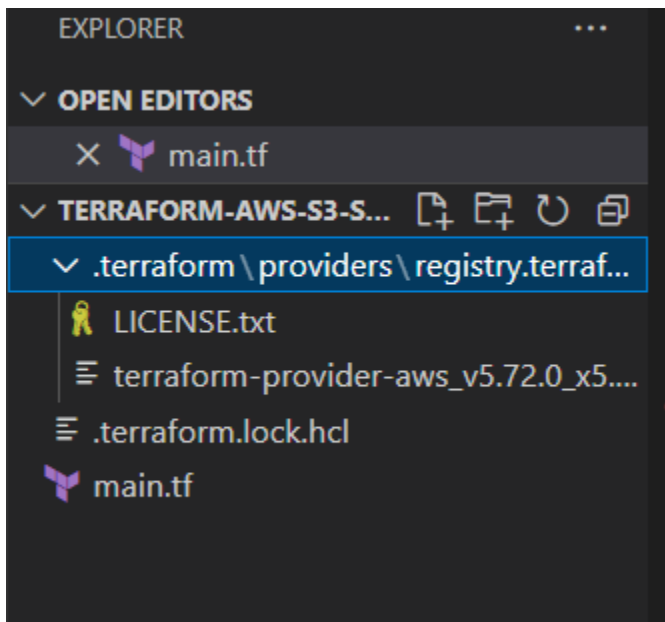 EXPLORER ...
OPEN EDITORS
main.tf
TERRAFORM-AWS-S3-S...
.terraform\providers\registry.terraf...
LICENSE.txt
terraform-provider-aws_v5.72.0_x5....
.terraform.lock.hcl
main.tf